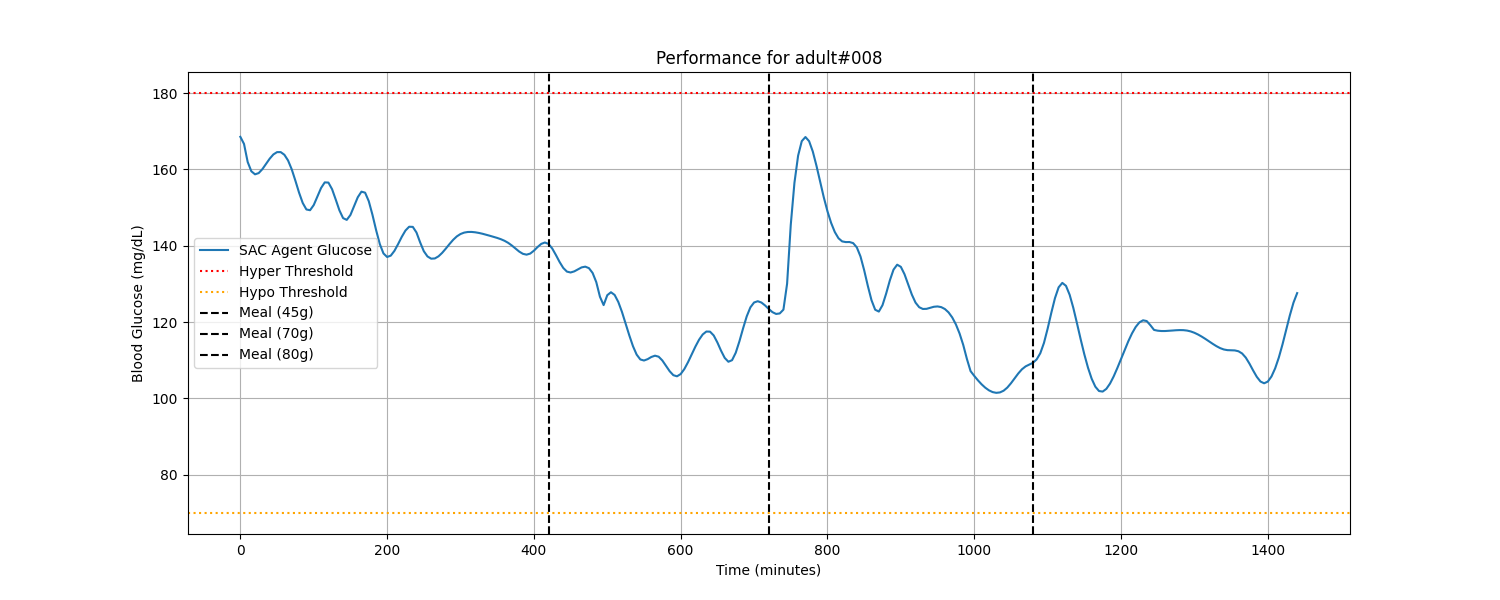 Performance for adult#008
Blood Glucose (mg/dL)
180
160
140
120
100
80
SAC Agent Glucose
Hyper Threshold
Hypo Threshold
Meal (45g)
Meal (70g)
Meal (80g)
0 200 400 600 800 1000 1200 1400
Time (minutes)